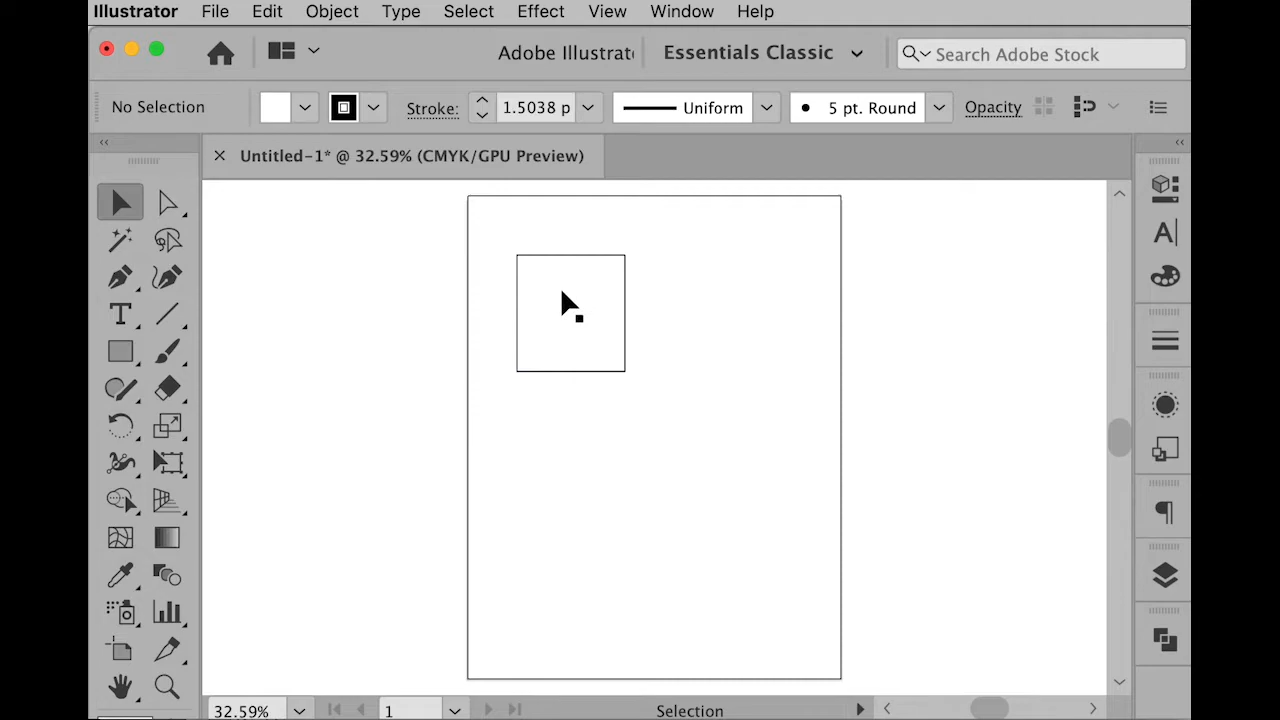 Illustrator File Edit Object Type Select Effect View Window Help
Adobe Illustrat Essentials Classic Search Adobe Stock
No Selection Stroke: 1.5038 p Uniform 5 pt. Round Opacity
Untitled-1* @ 32.59% (CMYK/GPU Preview)
32.59% 1 Selection